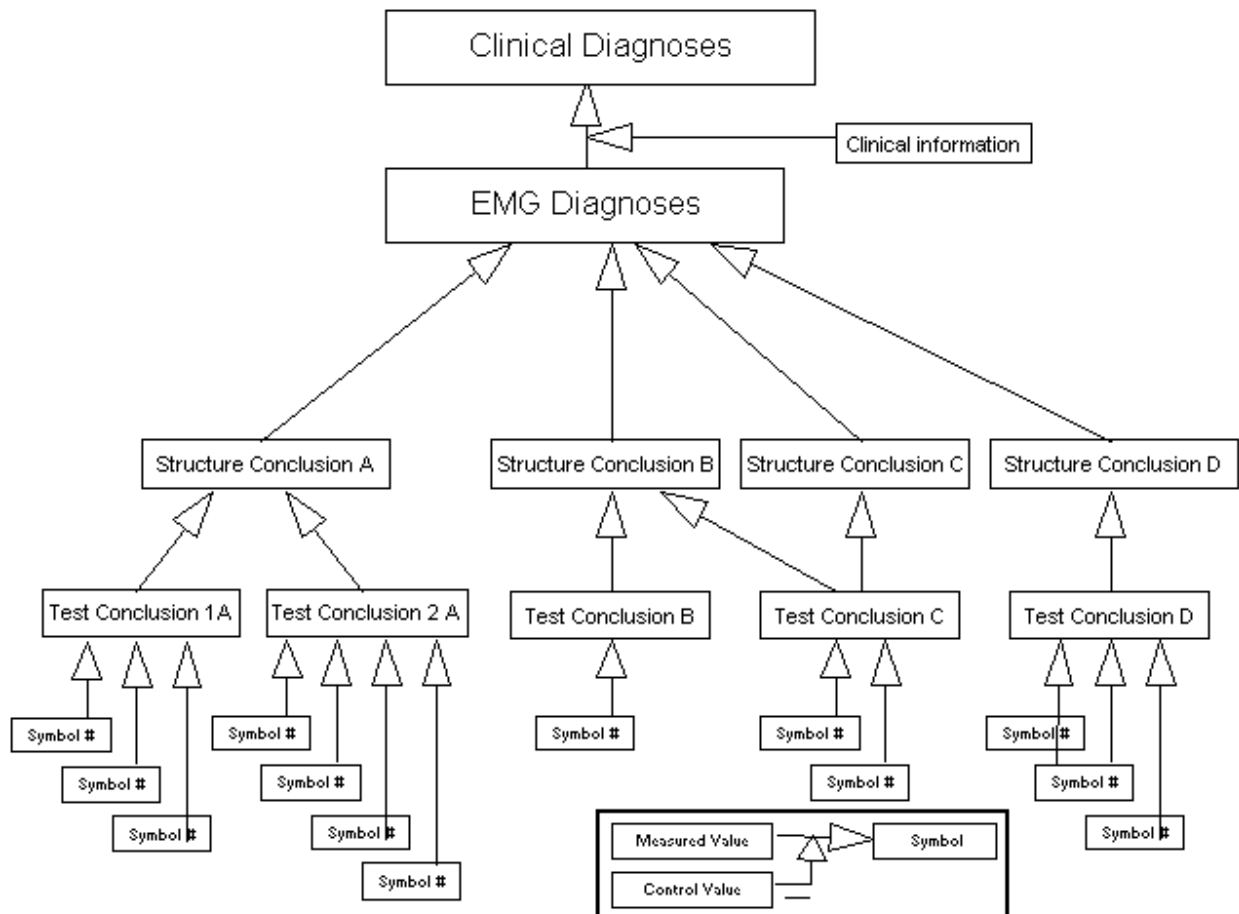 Clinical Diagnoses
Clinical information
EMG Diagnoses
Structure Conclusion A
Structure Conclusion B
Structure Conclusion C
Structure Conclusion D
Test Conclusion 1A
Test Conclusion 2 A
Test Conclusion B
Test Conclusion C
Test Conclusion D
Symbol #
Symbol #
Symbol #
Symbol #
Symbol #
Symbol #
Symbol #
Symbol #
Symbol #
Symbol #
Symbol #
Symbol #
Symbol #
Measured Value
Symbol
Control Value